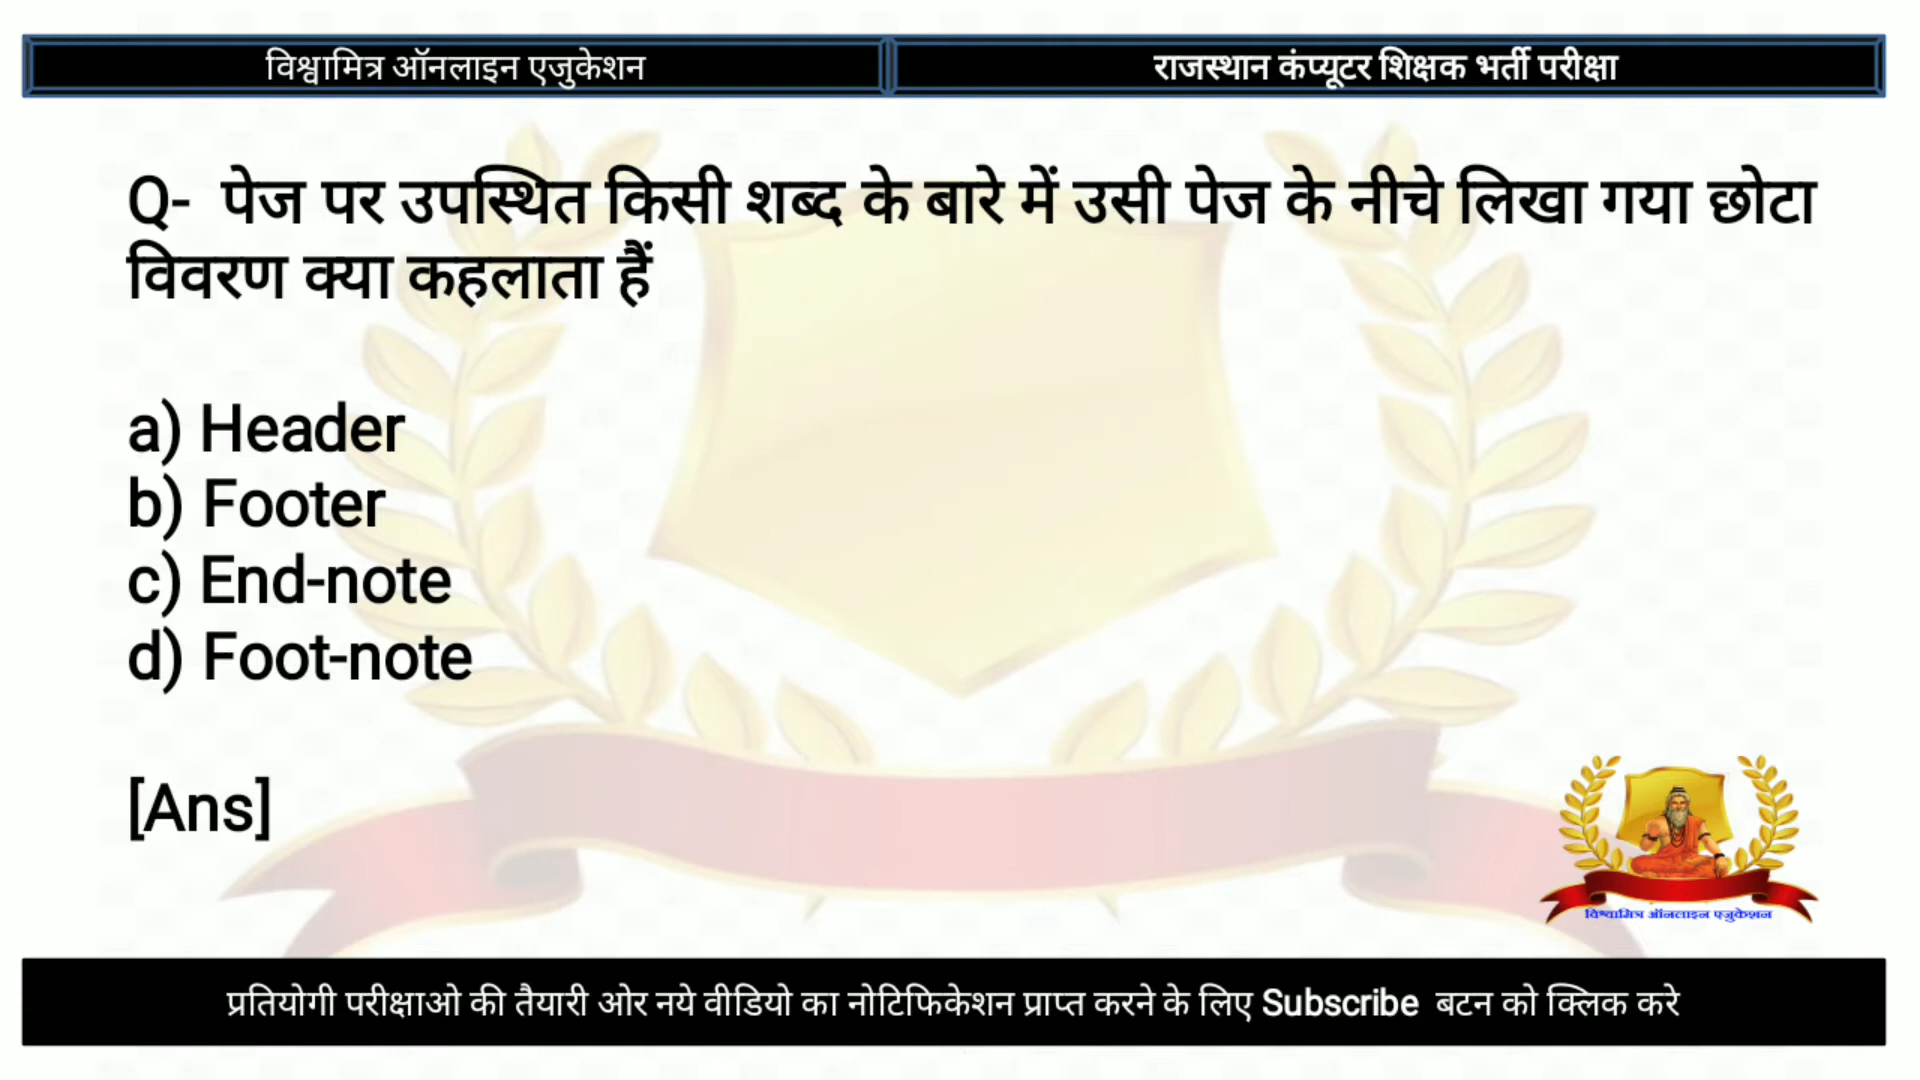 विश्वामित्र ऑनलाइन एजुकेशन
राजस्थान कंप्यूटर शिक्षक भर्ती परीक्षा
Q- पेज पर उपस्थित किसी शब्द के बारे में उसी पेज के नीचे लिखा गया छोटा
विवरण क्या कहलाता हैं
a) Header
b) Footer
c) End-note
d) Foot-note
[Ans]
विश्वामित्र ऑनलाइन एजुकेशन
प्रतियोगी परीक्षाओ की तैयारी ओर नये वीडियो का नोटिफिकेशन प्राप्त करने के लिए Subscribe बटन को क्लिक करे